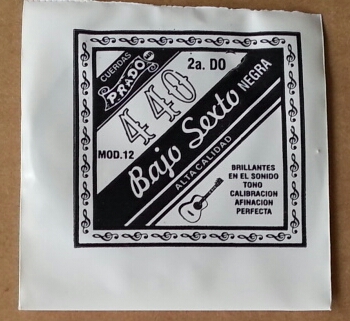 CUERDAS
PRADO
2a. DO
440
NEGRA
MOD.12
Bajo Sexto
ALTA CALIDAD
BRILLANTES
EN EL SONIDO
TONO
CALIBRACION
AFINACION
PERFECTA